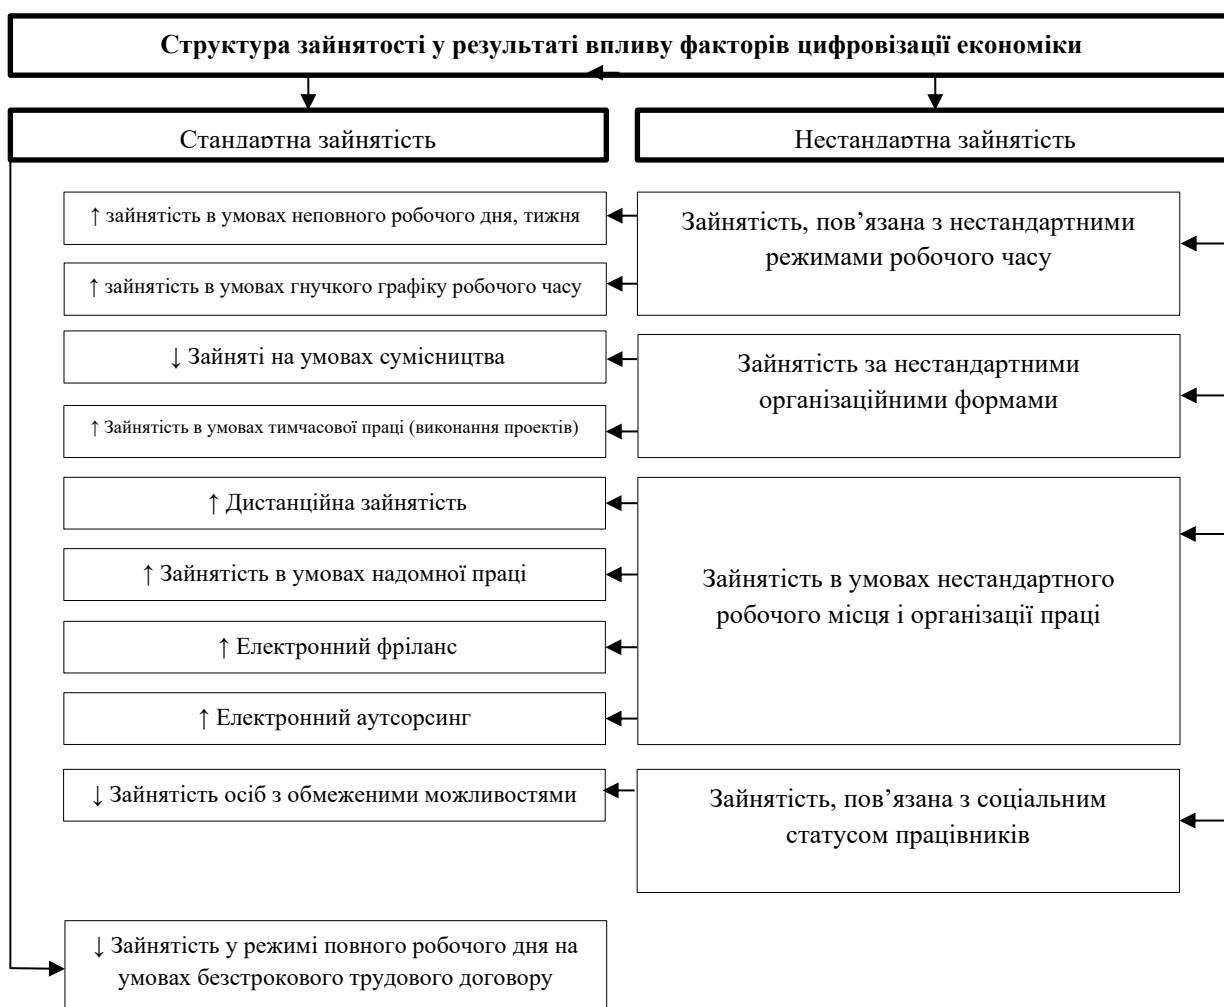 Структура зайнятості у результаті впливу факторів цифровізації економіки
Стандартна зайнятість
Нестандартна зайнятість
↑ зайнятість в умовах неповного робочого дня, тижня
↑ зайнятість в умовах гнучкого графіку робочого часу
Зайнятість, пов’язана з нестандартними
режимами робочого часу
↓ Зайняті на умовах сумісництва
↑ Зайнятість в умовах тимчасової праці (виконання проектів)
Зайнятість за нестандартними
організаційними формами
↑ Дистанційна зайнятість
↑ Зайнятість в умовах надомної праці
↑ Електронний фріланс
↑ Електронний аутсорсинг
Зайнятість в умовах нестандартного
робочого місця і організації праці
↓ Зайнятість осіб з обмеженими можливостями
Зайнятість, пов’язана з соціальним
статусом працівників
↓ Зайнятість у режимі повного робочого дня на
умовах безстрокового трудового договору